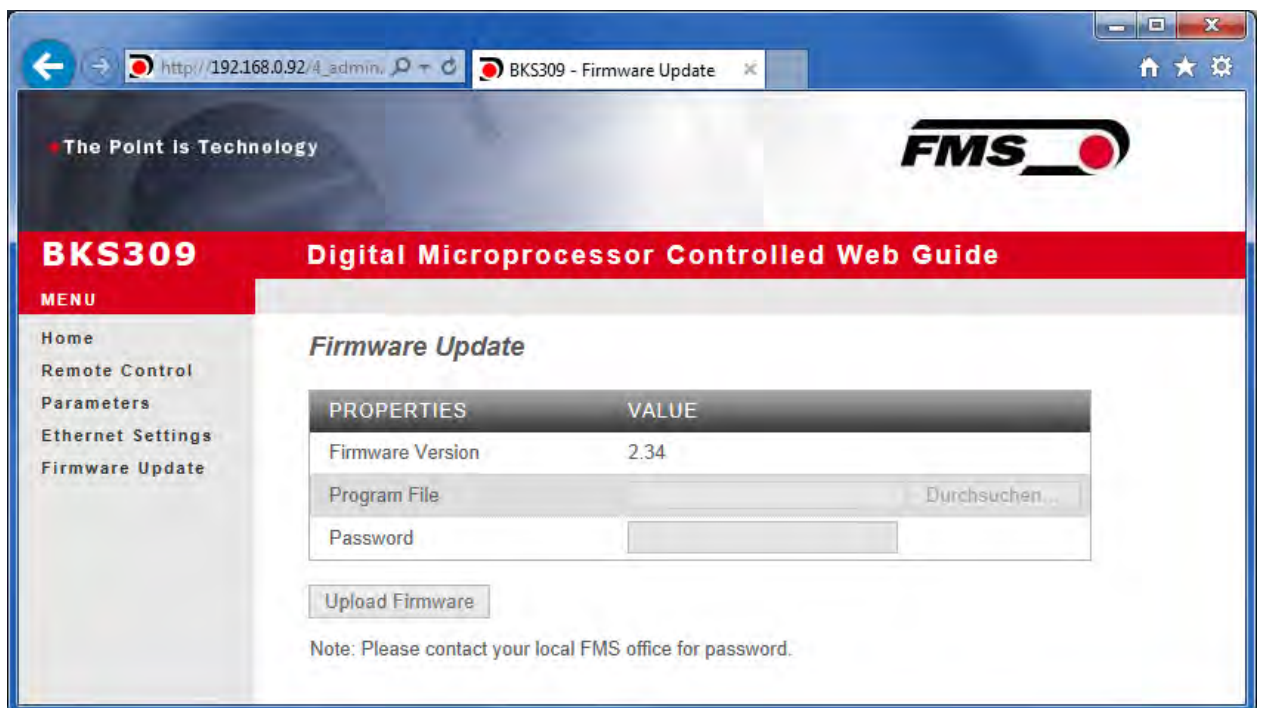 http://192.168.0.92/4_admin.
BKS309 - Firmware Update
The Point is Technology
FMS
BKS309
Digital Microprocessor Controlled Web Guide
MENU
Home
Remote Control
Parameters
Ethernet Settings
Firmware Update
Firmware Update
PROPERTIES VALUE
Firmware Version 2.34
Program File Durchsuchen...
Password
Upload Firmware
Note: Please contact your local FMS office for password.